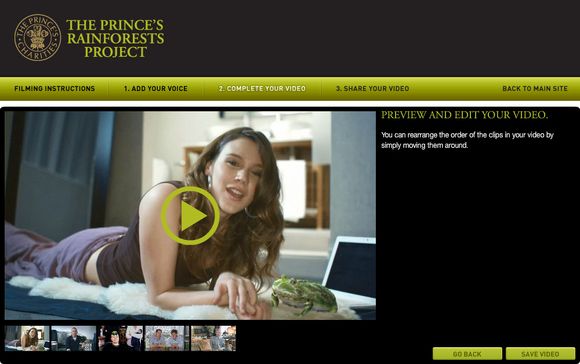 THE PRINCE'S CHARITIES
THE PRINCE'S
RAINFORESTS
PROJECT
FILMING INSTRUCTIONS
1. ADD YOUR VOICE
2. COMPLETE YOUR VIDEO
3. SHARE YOUR VIDEO
BACK TO MAIN SITE
PREVIEW AND EDIT YOUR VIDEO.
You can rearrange the order of the clips in your video by
simply moving them around.
GO BACK
SAVE VIDEO